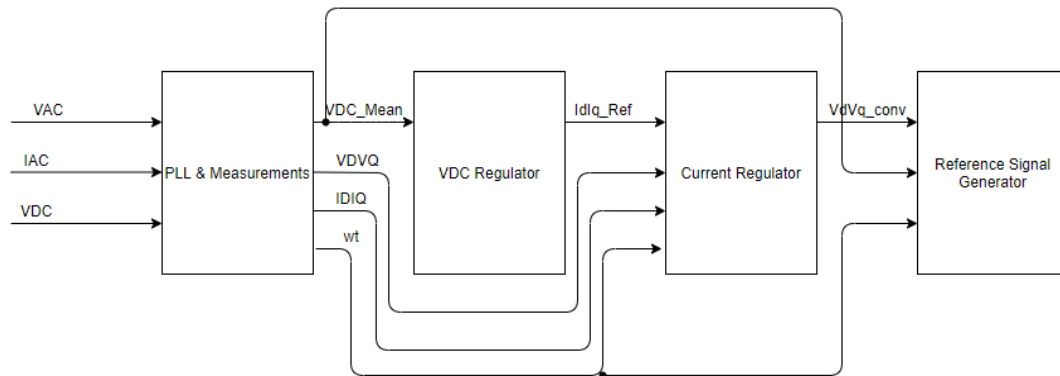 VAC
IAC
VDC
PLL & Measurements
VDC_Mean
VDVQ
IDIQ
wt
VDC Regulator
IdIq_Ref
Current Regulator
VdVq_conv
Reference Signal
Generator